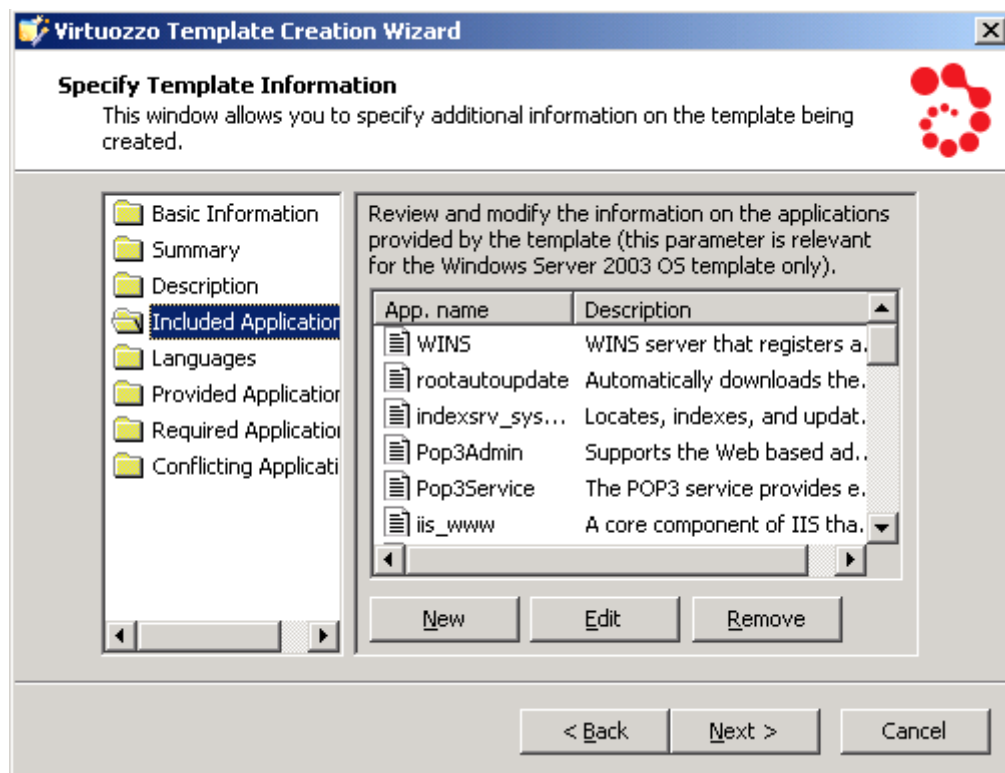 Virtuozzo Template Creation Wizard
Specify Template Information
This window allows you to specify additional information on the template being
created.
Basic Information
Summary
Description
Included Application
Languages
Provided Application
Required Applicatio
Conflicting Applicati
Review and modify the information on the applications
provided by the template (this parameter is relevant
for the Windows Server 2003 OS template only).
App. name Description
WINS WINS server that registers a.
rootautoupdate Automatically downloads the.
indexsrv_sys... Locates, indexes, and updat.
Pop3Admin Supports the Web based ad..
Pop3Service The POP3 service provides e.
iis_www A core component of IIS tha.
New Edit Remove
< Back Next > Cancel